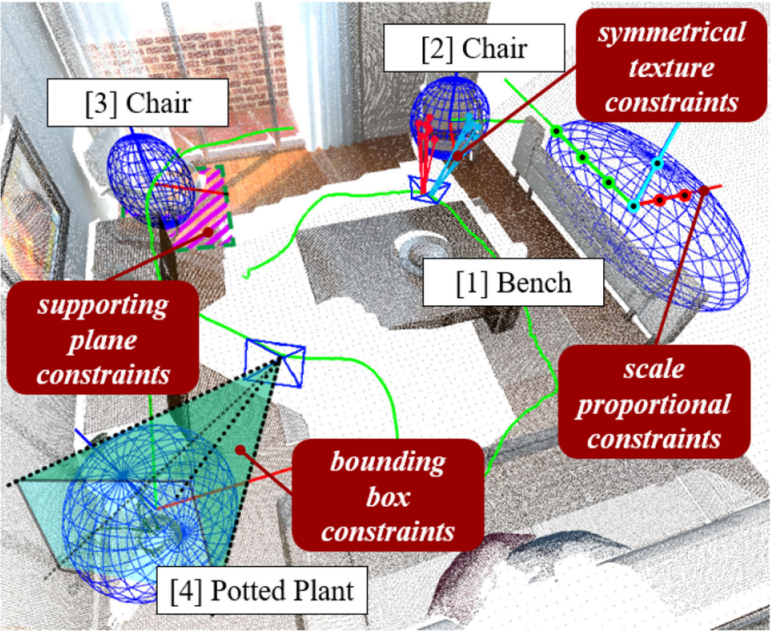 [2] Chair
symmetrical
texture
constraints
[3] Chair
[1] Bench
supporting
plane
constraints
scale
proportional
constraints
bounding
box
constraints
[4] Potted Plant